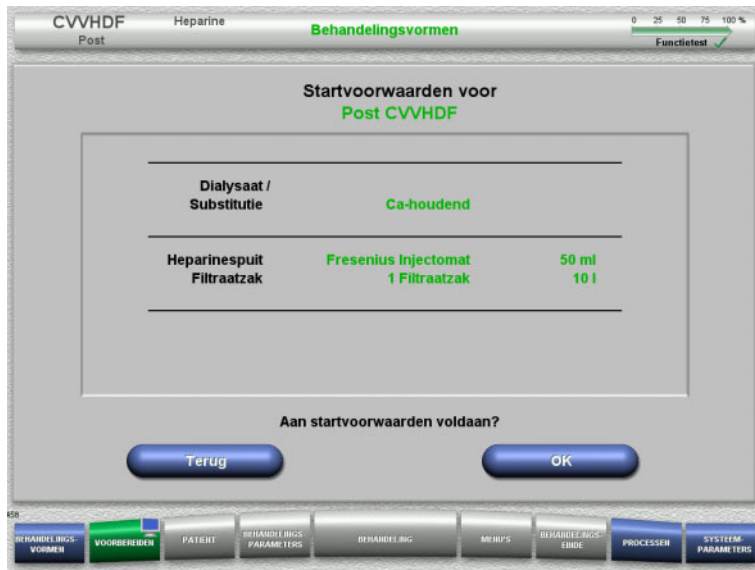 CVVHDF Heparine Behandelingsvormen 0 25 50 75 100 %
Post Functietest
Startvoorwaarden voor
Post CVVHDF
Dialysaat /
Substitutie Ca-houdend
Heparinespuit Fresenius Injectomat 50 ml
Filtraatzak 1 Filtraatzak 10 l
Aan startvoorwaarden voldaan?
Terug OK
BEHANDELINGS-
VORMEN
VOORBEREIDEN
PATIËNT
BEHANDELINGS
PARAMETERS
BEHANDELING
MENU'S
BEHANDELINGS-
EINDE
PROCESSEN
SYSTEEM-
PARAMETERS